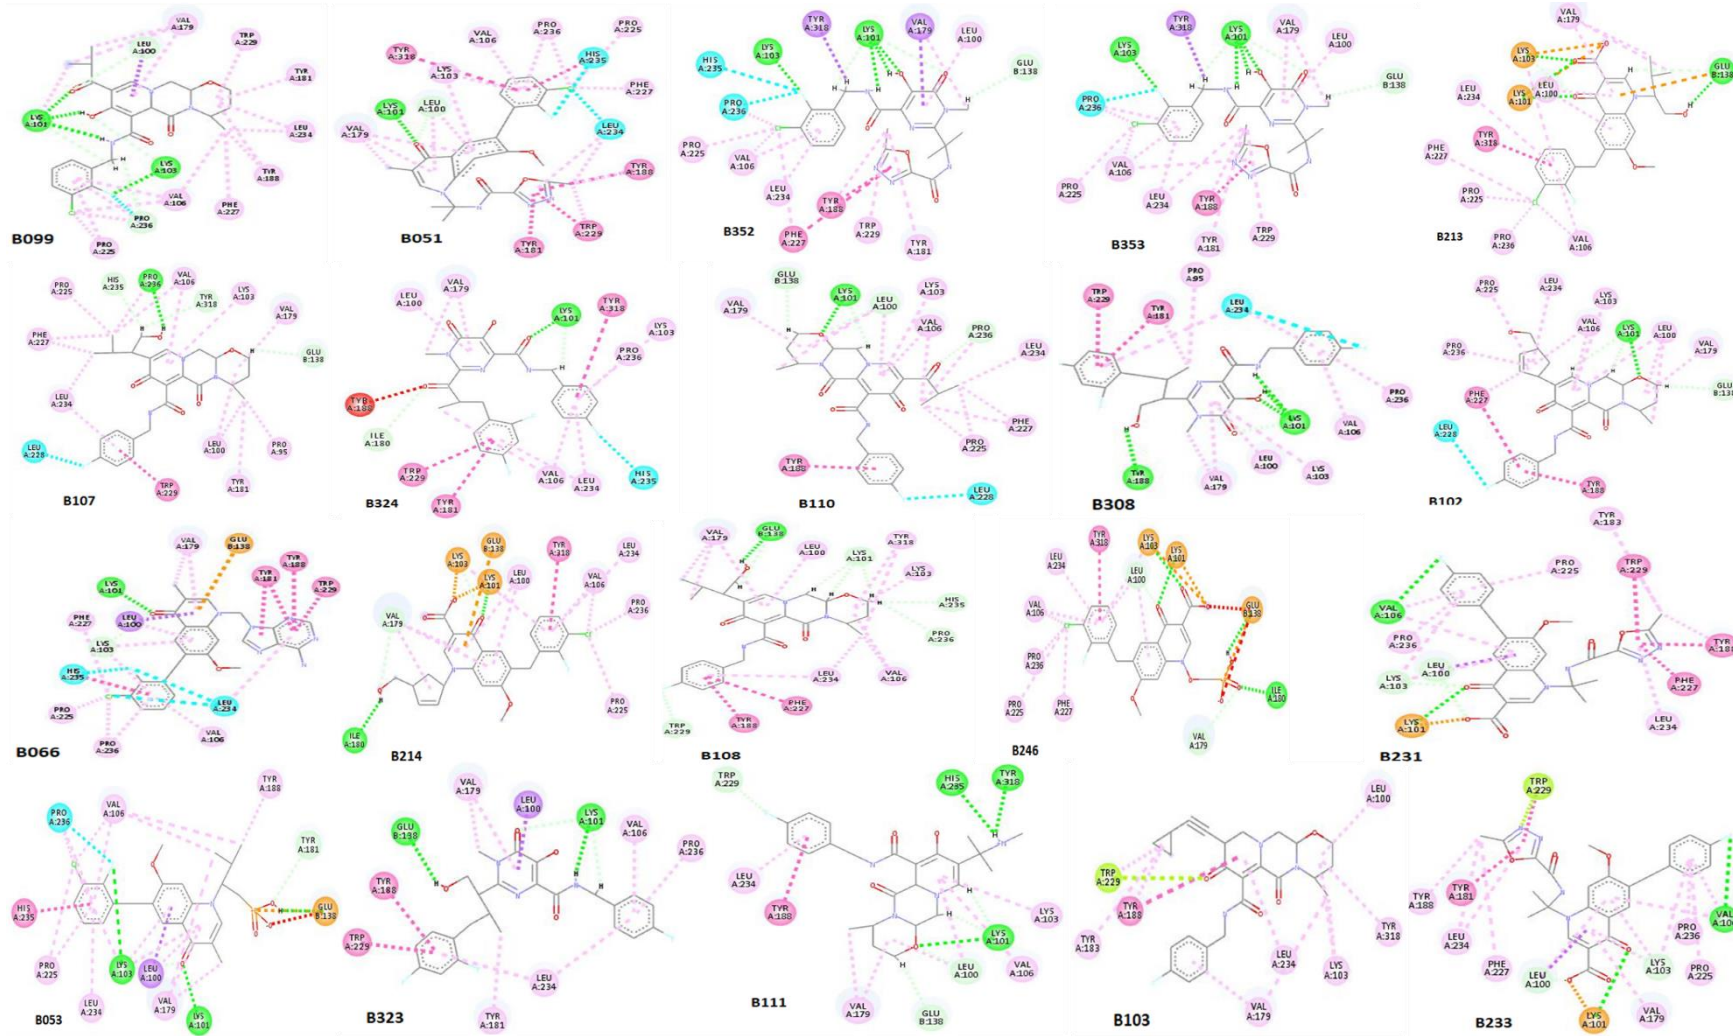 VAL
A:179
LEU
A:100
TRP
A:229
TYR
A:181
LYS
A:101
LEU
A:234
LYS
A:103
TYR
A:188
VAL
A:106
PHE
A:227
PRO
A:236
PRO
A:225
B099
VAL
A:106
PRO
A:236
PRO
A:225
TYR
A:318
HIS
A:235
LYS
A:103
PHE
A:227
LYS
A:101
LEU
A:100
VAL
A:179
LEU
A:234
TYR
A:188
TRP
A:229
TYR
A:181
B051
TYR
A:318
LYS
A:101
VAL
A:179
LEU
A:100
LYS
A:103
HIS
A:235
GLU
B:138
PRO
A:236
PRO
A:225
VAL
A:106
LEU
A:234
TYR
A:188
PHE
A:227
TRP
A:229
TYR
A:181
B352
TYR
A:318
LYS
A:101
VAL
A:179
LEU
A:100
LYS
A:103
GLU
B:138
PRO
A:236
VAL
A:106
PRO
A:225
LEU
A:234
TYR
A:188
TYR
A:181
TRP
A:229
B353
VAL
A:179
LYS
A:103
GLU
B:138
LEU
A:234
LYS
A:101
LEU
A:100
TYR
A:318
PHE
A:227
PRO
A:225
PRO
A:236
VAL
A:106
B213
PRO
A:225
HIS
A:235
PRO
A:236
VAL
A:106
TYR
A:318
LYS
A:103
VAL
A:179
PHE
A:227
GLU
B:138
LEU
A:234
LEU
A:228
LEU
A:100
PRO
A:95
TRP
A:229
TYR
A:181
B107
LEU
A:100
VAL
A:179
LYS
A:101
TYR
A:318
LYS
A:103
PRO
A:236
TYR
A:188
ILE
A:180
TRP
A:229
TYR
A:181
VAL
A:106
LEU
A:234
HIS
A:235
B324
GLU
B:138
VAL
A:179
LYS
A:101
LEU
A:100
LYS
A:103
VAL
A:106
PRO
A:236
LEU
A:234
PHE
A:227
PRO
A:225
TYR
A:188
LEU
A:228
B110
PRO
A:95
TRP
A:229
TYR
A:181
LEU
A:234
PRO
A:236
LYS
A:101
VAL
A:106
TYR
A:188
LEU
A:100
LYS
A:103
VAL
A:179
B308
PRO
A:225
LEU
A:234
LYS
A:103
VAL
A:106
LYS
A:101
LEU
A:100
VAL
A:179
PRO
A:236
PHE
A:227
GLU
B:138
LEU
A:228
TYR
A:188
B102
VAL
A:179
GLU
B:138
TYR
A:181
TYR
A:188
TRP
A:229
LYS
A:101
PHE
A:227
LEU
A:100
LYS
A:103
HIS
A:235
PRO
A:225
LEU
A:234
PRO
A:236
VAL
A:106
B066
LYS
A:103
GLU
B:138
LYS
A:101
LEU
A:100
TYR
A:318
LEU
A:234
VAL
A:106
PRO
A:236
VAL
A:179
PRO
A:225
ILE
A:180
B214
VAL
A:179
GLU
B:138
LEU
A:100
LYS
A:101
TYR
A:318
LYS
A:103
HIS
A:235
PRO
A:236
LEU
A:234
VAL
A:106
PHE
A:227
TYR
A:188
TRP
A:229
B108
TYR
A:318
LYS
A:103
LYS
A:101
LEU
A:234
LEU
A:100
VAL
A:106
GLU
B:138
PRO
A:236
PRO
A:225
PHE
A:227
ILE
A:180
VAL
A:179
B246
TYR
A:183
PRO
A:225
TRP
A:229
VAL
A:106
PRO
A:236
TYR
A:188
LEU
A:100
LYS
A:103
PHE
A:227
LYS
A:101
LEU
A:234
B231
TYR
A:188
PRO
A:236
VAL
A:106
TYR
A:181
HIS
A:235
GLU
B:138
PRO
A:225
LYS
A:103
LEU
A:100
LEU
A:234
VAL
A:179
LYS
A:101
B053
VAL
A:179
LEU
A:100
LYS
A:101
GLU
B:138
VAL
A:106
PRO
A:236
TYR
A:188
TRP
A:229
LEU
A:234
TYR
A:181
B323
TRP
A:229
HIS
A:235
TYR
A:318
LEU
A:234
TYR
A:188
LYS
A:103
LYS
A:101
LEU
A:100
VAL
A:106
VAL
A:179
GLU
B:138
B111
LEU
A:100
TRP
A:229
TYR
A:188
TYR
A:183
TYR
A:318
LEU
A:234
LYS
A:103
VAL
A:179
B103
TRP
A:229
TYR
A:188
TYR
A:181
VAL
PRO
A:236
LEU
A:234
PHE
A:227
LEU
A:100
LYS
A:103
PRO
A:225
LYS
A:101
VAL
A:179
B233